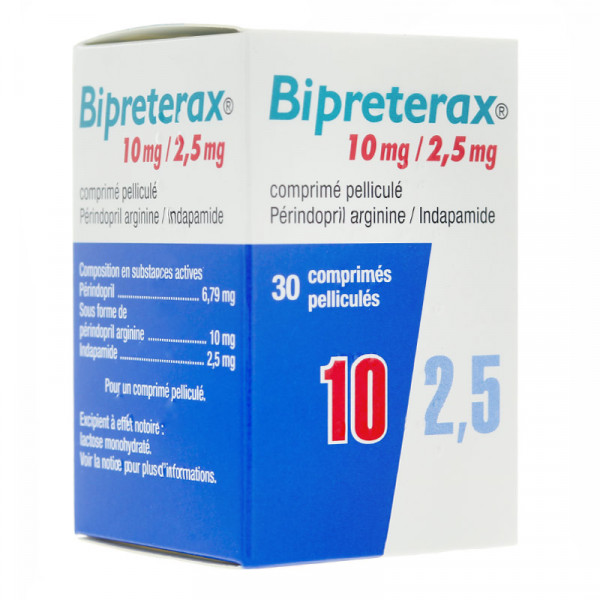 Bipreterax®
10 mg / 2,5 mg
comprimé pelliculé
Périndopril arginine / Indapamide
Composition en substances actives
Périndopril ........................ 6,79 mg
Sous forme de
périndopril arginine ................ 10 mg
Indapamide ........................ 2,5 mg
Pour un comprimé pelliculé.
Excipient à effet notoire :
lactose monohydraté.
Voir la notice pour plus d'informations.
Bipreterax®
10 mg / 2,5 mg
comprimé pelliculé
Périndopril arginine / Indapamide
30 comprimés
pelliculés
10 2,5